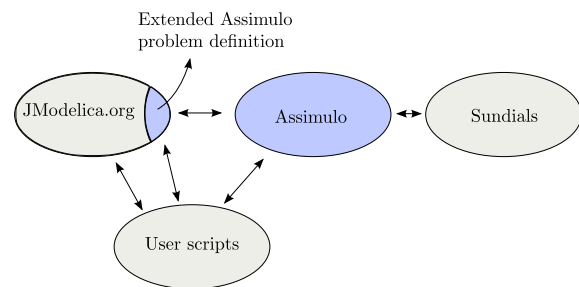 Extended Assimulo
problem definition
JModelica.org
Assimulo
Sundials
User scripts